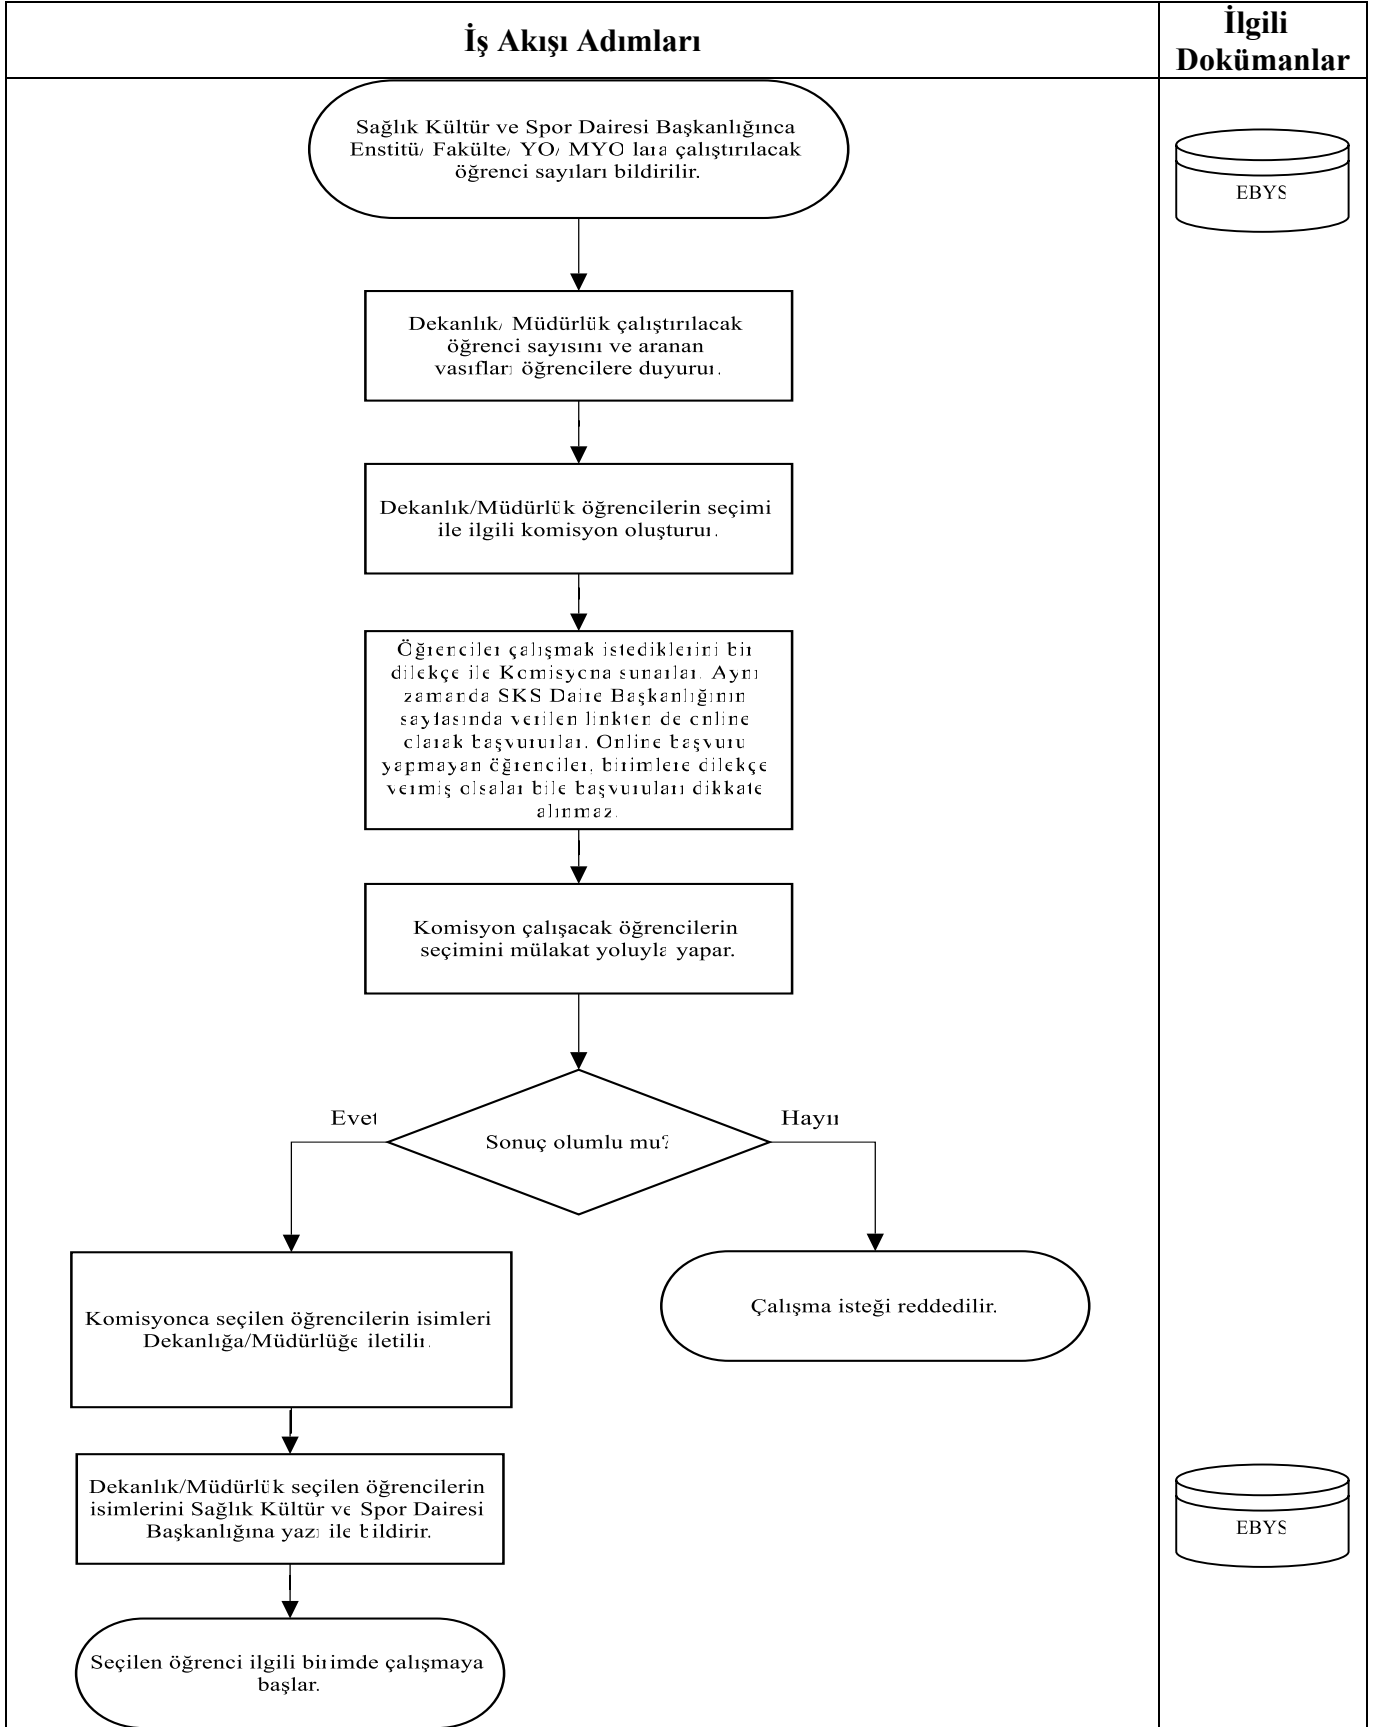 İş Akışı Adımları
İlgili
Dokümanlar
Sağlık Kültür ve Spor Dairesi Başkanlığınca
Enstitü/ Fakülte/ YO/ MYO lara çalıştırılacak
öğrenci sayıları bildirilir.
EBYS
Dekanlık/ Müdürlük çalıştırılacak
öğrenci sayısını ve aranan
vasıfları öğrencilere duyurur.
Dekanlık/Müdürlük öğrencilerin seçimi
ile ilgili komisyon oluşturur.
Öğrenciler çalışmak istediklerini bir
dilekçe ile Komisyona sunarlar. Aynı
zamanda SKS Daire Başkanlığının
sayfasında verilen linkten de online
olarak başvururlar. Online başvuru
yapmayan öğrenciler, birimlere dilekçe
vermiş olsalar bile başvuruları dikkate
alınmaz.
Komisyon çalışacak öğrencilerin
seçimini mülakat yoluyla yapar.
Evet
Hayır
Sonuç olumlu mu?
Komisyonca seçilen öğrencilerin isimleri
Dekanlığa/Müdürlüğe iletilir.
Çalışma isteği reddedilir.
Dekanlık/Müdürlük seçilen öğrencilerin
isimlerini Sağlık Kültür ve Spor Dairesi
Başkanlığına yazı ile bildirir.
EBYS
Seçilen öğrenci ilgili birimde çalışmaya
başlar.